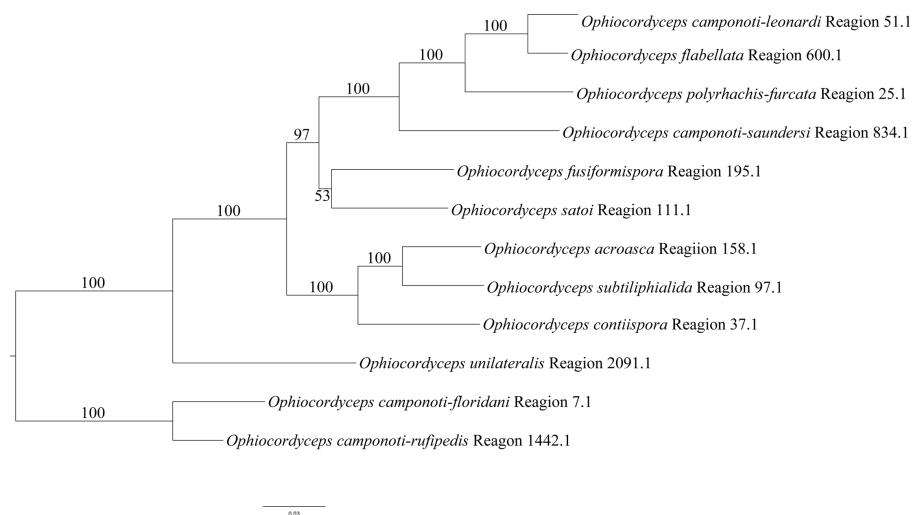 100
Ophiocordyceps camponoti-leonardi Reagion 51.1
100
Ophiocordyceps flabellata Reagion 600.1
100
Ophiocordyceps polyrhachis-furcata Reagion 25.1
97
Ophiocordyceps camponoti-saundersi Reagion 834.1
Ophiocordyceps fusiformispora Reagion 195.1
53
Ophiocordyceps satoi Reagion 111.1
100
Ophiocordyceps acroasca Reagiion 158.1
100
Ophiocordyceps subtiliphialida Reagion 97.1
100
100
Ophiocordyceps contiispora Reagion 37.1
Ophiocordyceps unilateralis Reagion 2091.1
Ophiocordyceps camponoti-floridani Reagion 7.1
100
Ophiocordyceps camponoti-rufipedis Reagon 1442.1
0.03